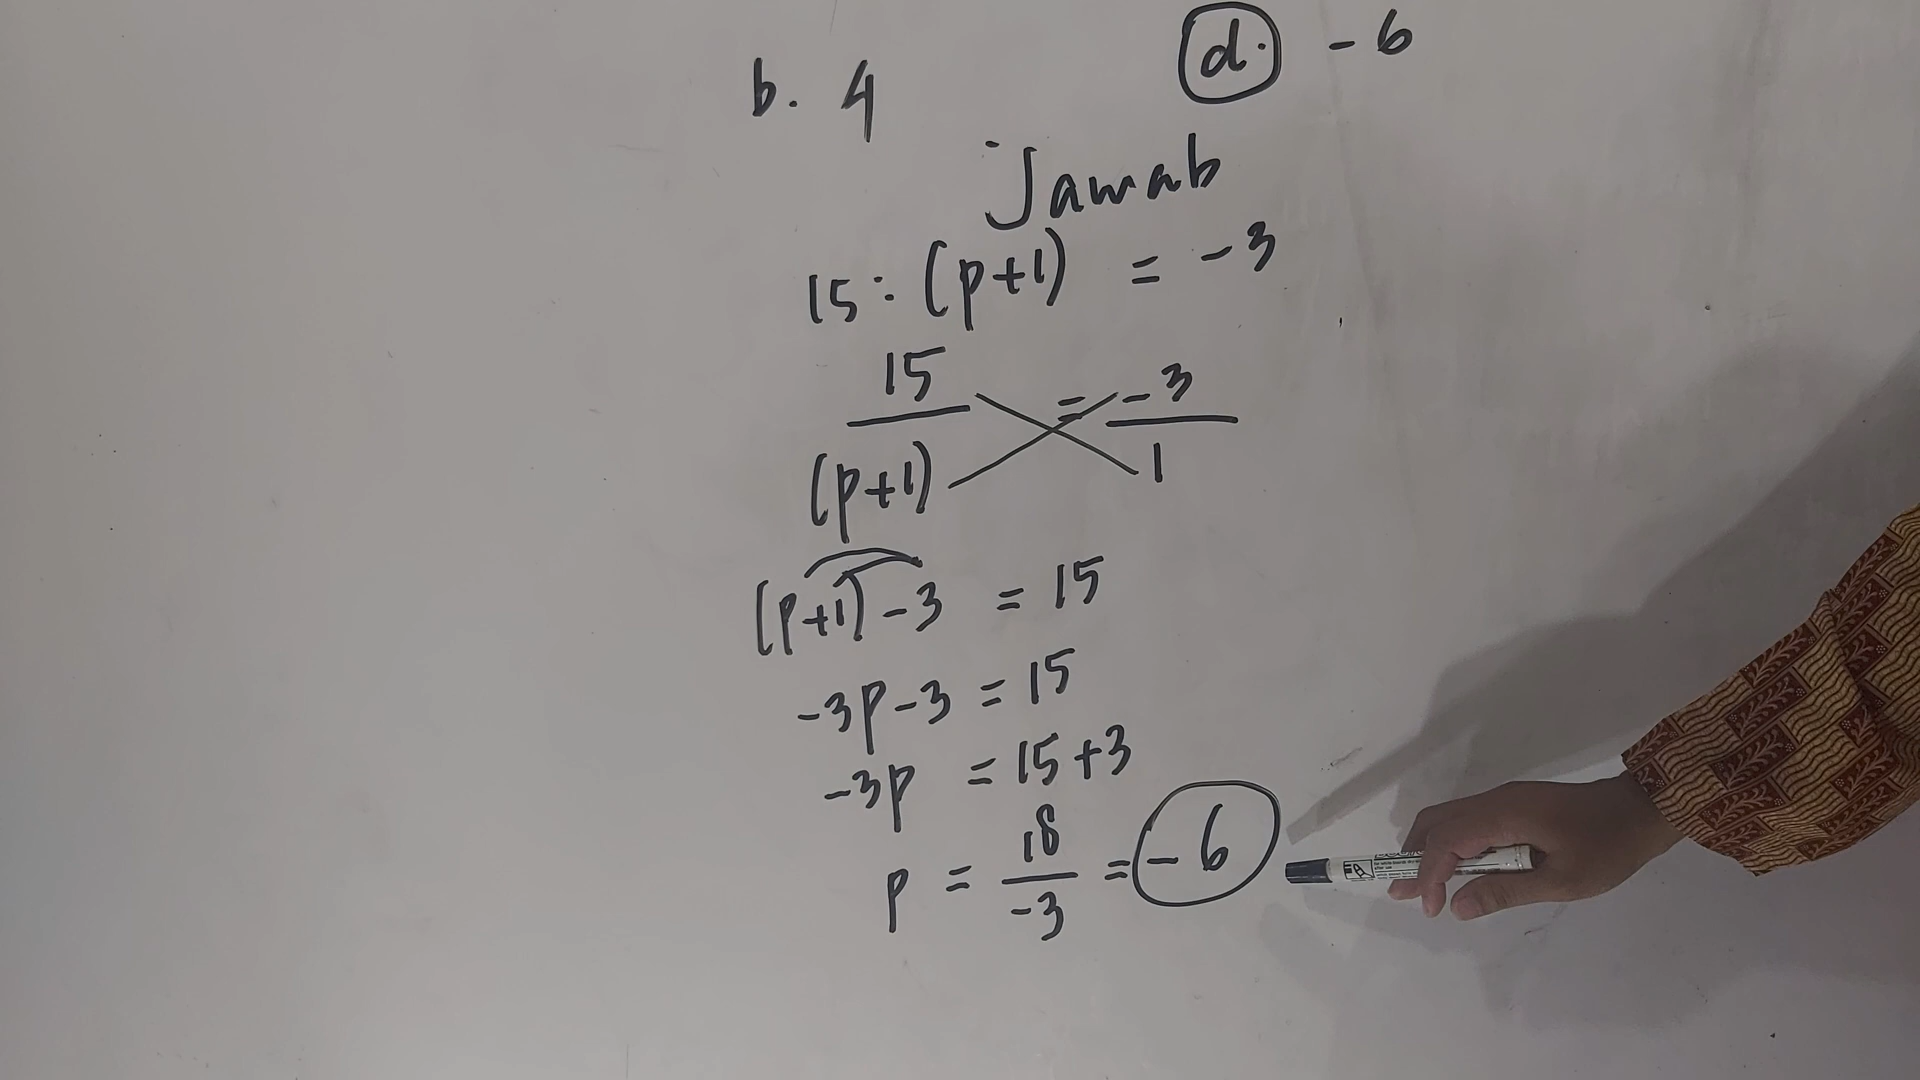 b. 4
d. -6
Jawab
15 : (p+1) = -3
15 = -3
(p+1) 1
(p+1) -3 = 15
-3p - 3 = 15
-3p = 15 + 3
p = 18/-3 = -6